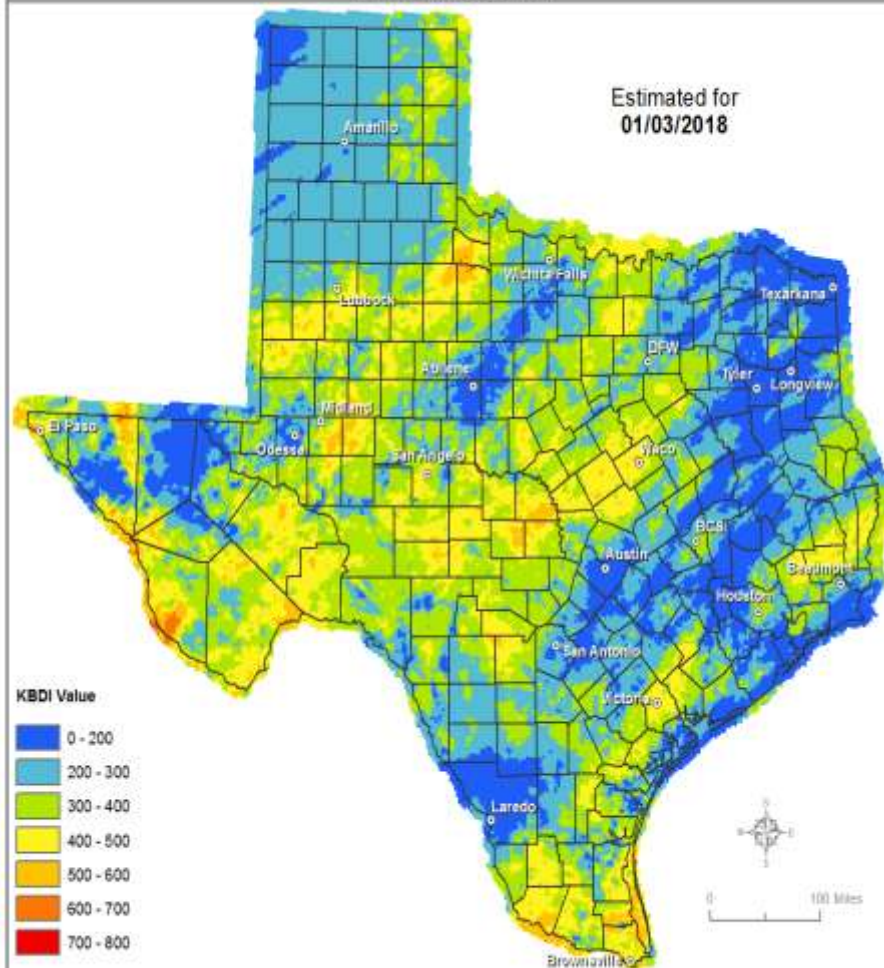 Estimated for
01/03/2018
Amarillo
Wichita Falls
Lubbock
Texarkana
DFW
Abilene
Tyler
Longview
Midland
El Paso
Odessa
San Angelo
Waco
BCS
Austin
Beaumont
Houston
San Antonio
Victoria
Laredo
Brownsville
KBDI Value
0 - 200
200 - 300
300 - 400
400 - 500
500 - 600
600 - 700
700 - 800
0 100 Miles